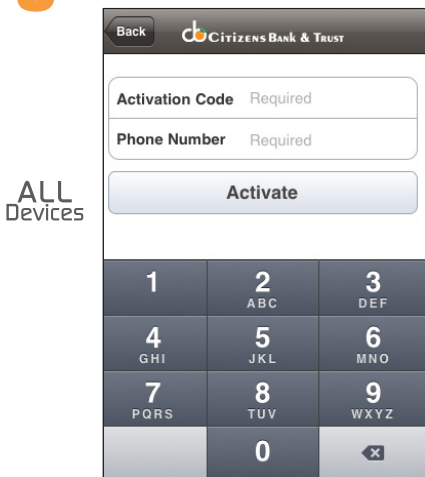 Back
cb Citizens Bank & Trust
Activation Code Required
Phone Number Required
ALL
Devices
Activate
1 2 3
ABC DEF
4 5 6
GHI JKL MNO
7 8 9
PQRS TUV WXYZ
0